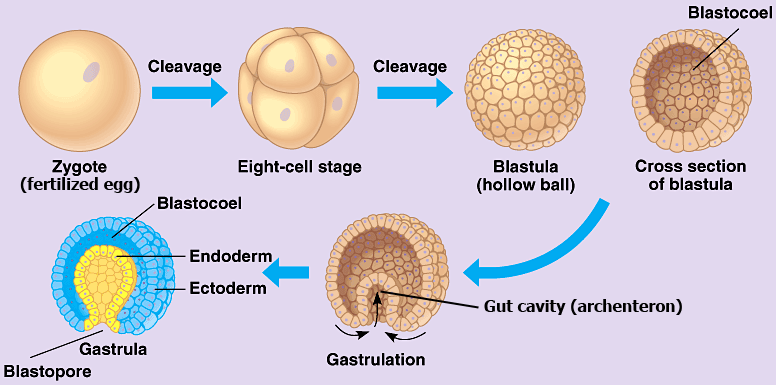 Blastocoel
Cleavage
Cleavage
Zygote
(fertilized egg)
Eight-cell stage
Blastula
(hollow ball)
Cross section
of blastula
Blastocoel
Endoderm
Ectoderm
Gut cavity (archenteron)
Gastrula
Gastrulation
Blastopore